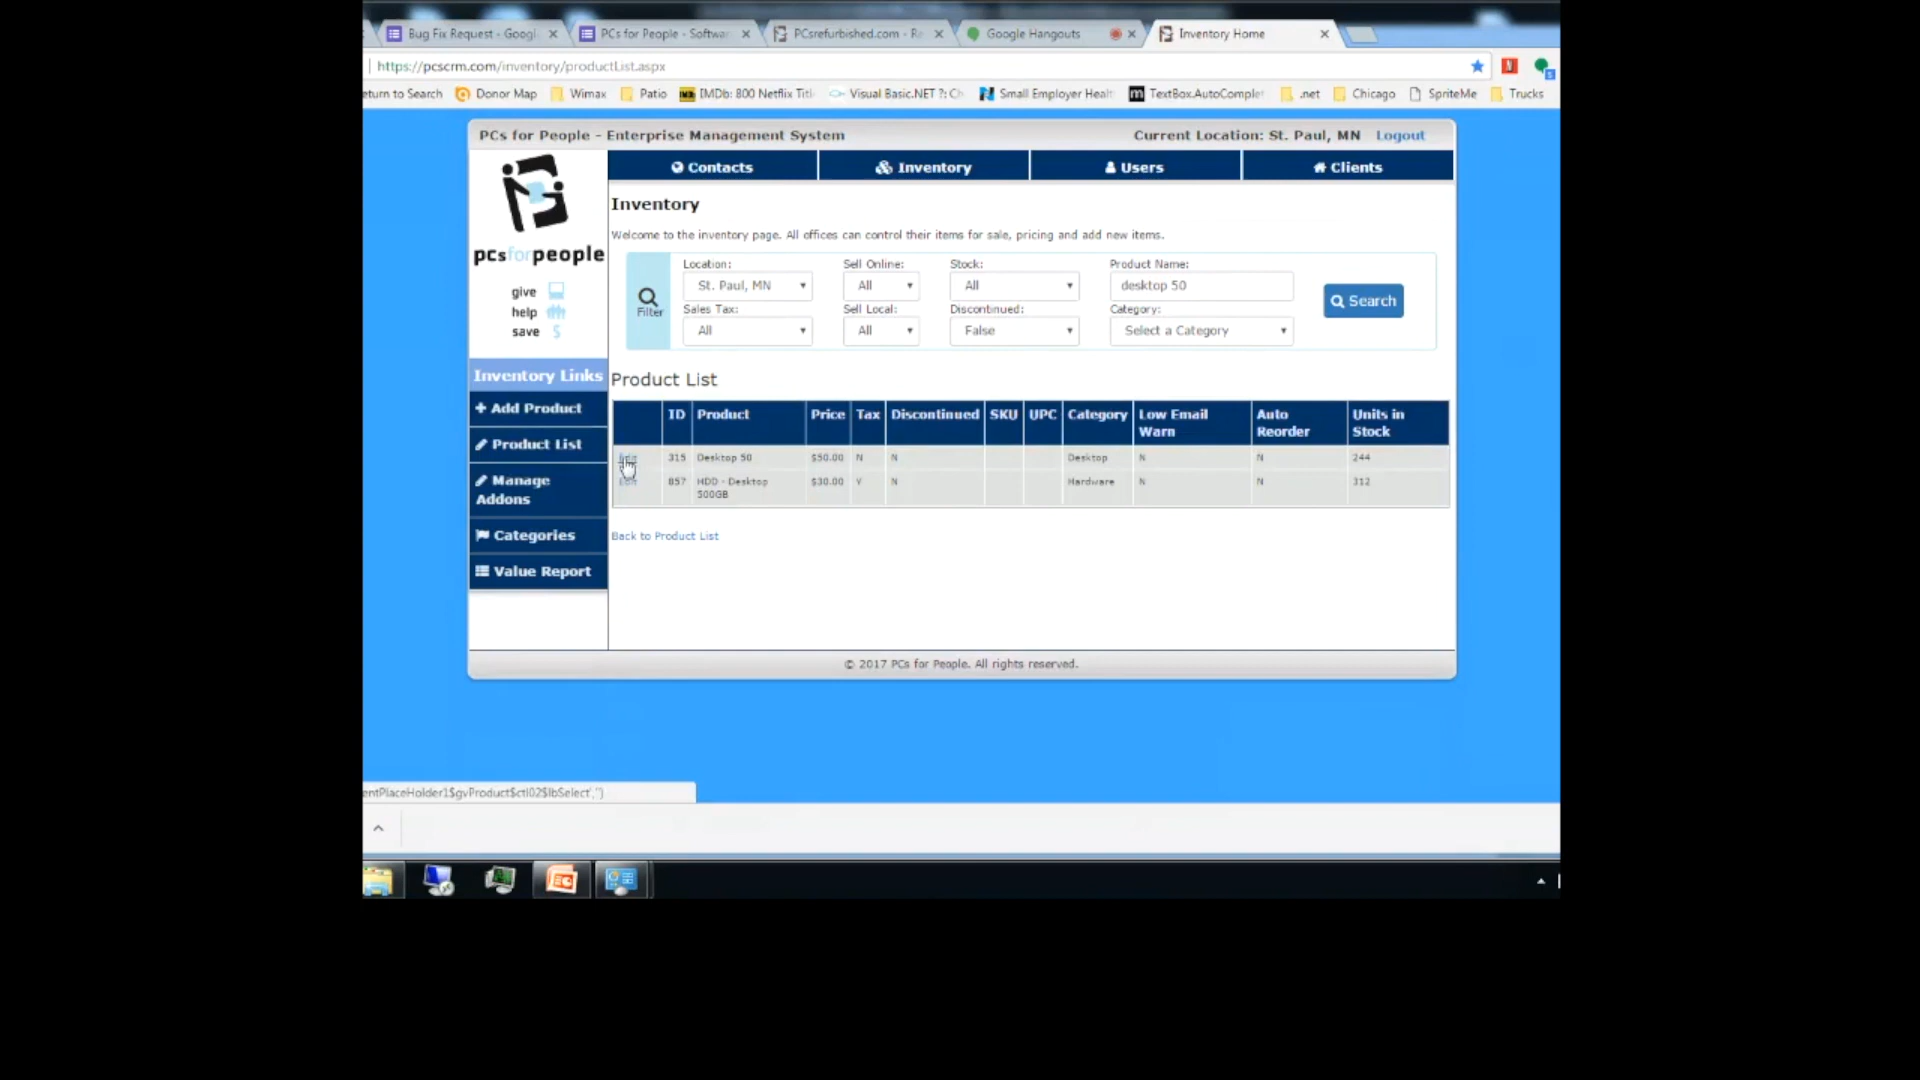 Bug Fix Request - Googl
PCs for People - Softwar
PCsrefurbished.com - Re
Google Hangouts
Inventory Home
https://pcscrm.com/inventory/productList.aspx
eturn to Search
Donor Map
Wimax
Patio
IMDb: 800 Netflix Titl
Visual Basic.NET ?: Ch
Small Employer Healt
TextBox.AutoComplet
.net
Chicago
SpriteMe
Trucks
PCs for People - Enterprise Management System
Current Location: St. Paul, MN Logout
Contacts
Inventory
Users
Clients
pcsforpeople
give
help
save
Inventory
Welcome to the inventory page. All offices can control their items for sale, pricing and add new items.
Filter
Location:
Sell Online:
Stock:
Product Name:
St. Paul, MN
All
All
desktop 50
Search
Sales Tax:
Sell Local:
Discontinued:
Category:
All
All
False
Select a Category
Inventory Links
+ Add Product
Product List
Manage
Addons
Categories
Value Report
Product List
ID Product Price Tax Discontinued SKU UPC Category Low Email Warn Auto Reorder Units in Stock
315 Desktop 50 $50.00 N N Desktop N N 244
Edit 857 HDD - Desktop 500GB $30.00 Y N Hardware N N 312
Back to Product List
© 2017 PCs for People. All rights reserved.
entPlaceHolder1$gvProduct$ctl02$lbSelect','')